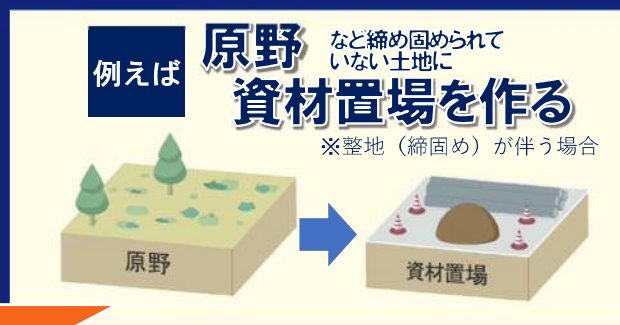 例えば
原野 など締め固められて
いない土地に
資材置場を作る
※整地（締固め）が伴う場合
原野
資材置場